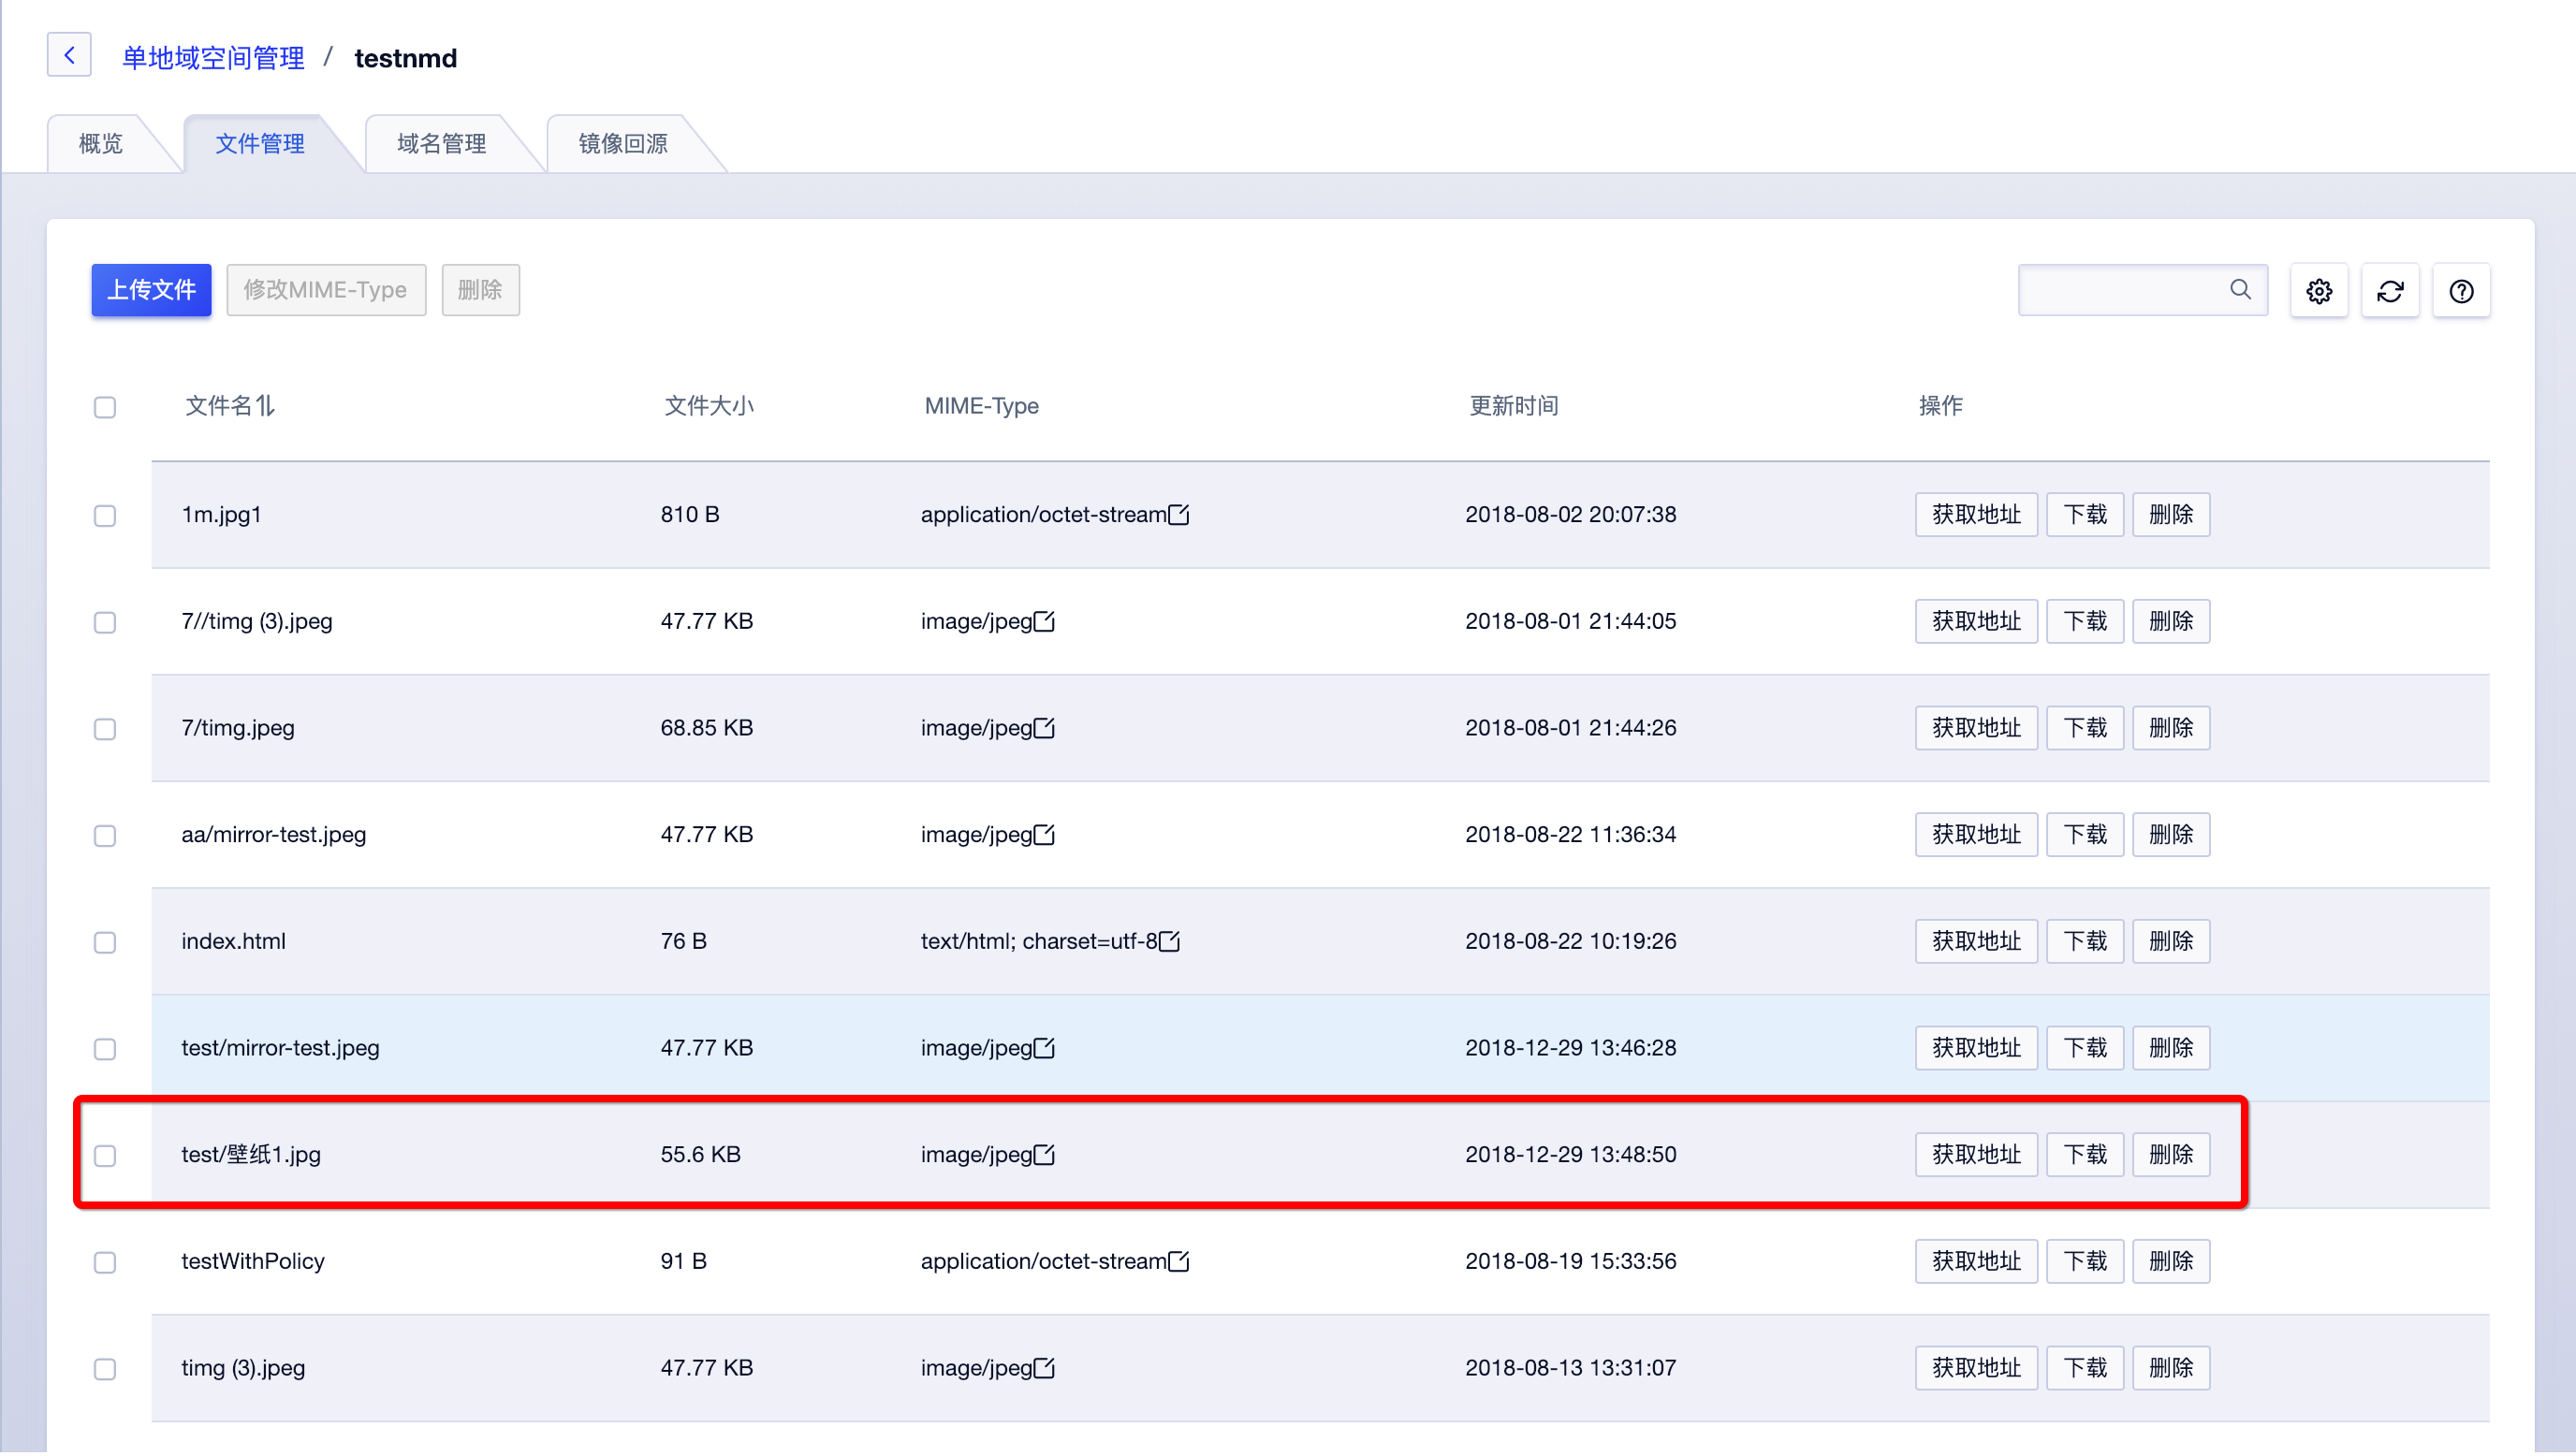 单地域空间管理 / testnmd
概览 文件管理 域名管理 镜像回源
上传文件 修改MIME-Type 删除
文件名 文件大小 MIME-Type 更新时间 操作
1m.jpg1 810 B application/octet-stream 2018-08-02 20:07:38 获取地址 下载 删除
7//timg (3).jpeg 47.77 KB image/jpeg 2018-08-01 21:44:05 获取地址 下载 删除
7/timg.jpeg 68.85 KB image/jpeg 2018-08-01 21:44:26 获取地址 下载 删除
aa/mirror-test.jpeg 47.77 KB image/jpeg 2018-08-22 11:36:34 获取地址 下载 删除
index.html 76 B text/html; charset=utf-8 2018-08-22 10:19:26 获取地址 下载 删除
test/mirror-test.jpeg 47.77 KB image/jpeg 2018-12-29 13:46:28 获取地址 下载 删除
test/壁纸1.jpg 55.6 KB image/jpeg 2018-12-29 13:48:50 获取地址 下载 删除
testWithPolicy 91 B application/octet-stream 2018-08-19 15:33:56 获取地址 下载 删除
timg (3).jpeg 47.77 KB image/jpeg 2018-08-13 13:31:07 获取地址 下载 删除